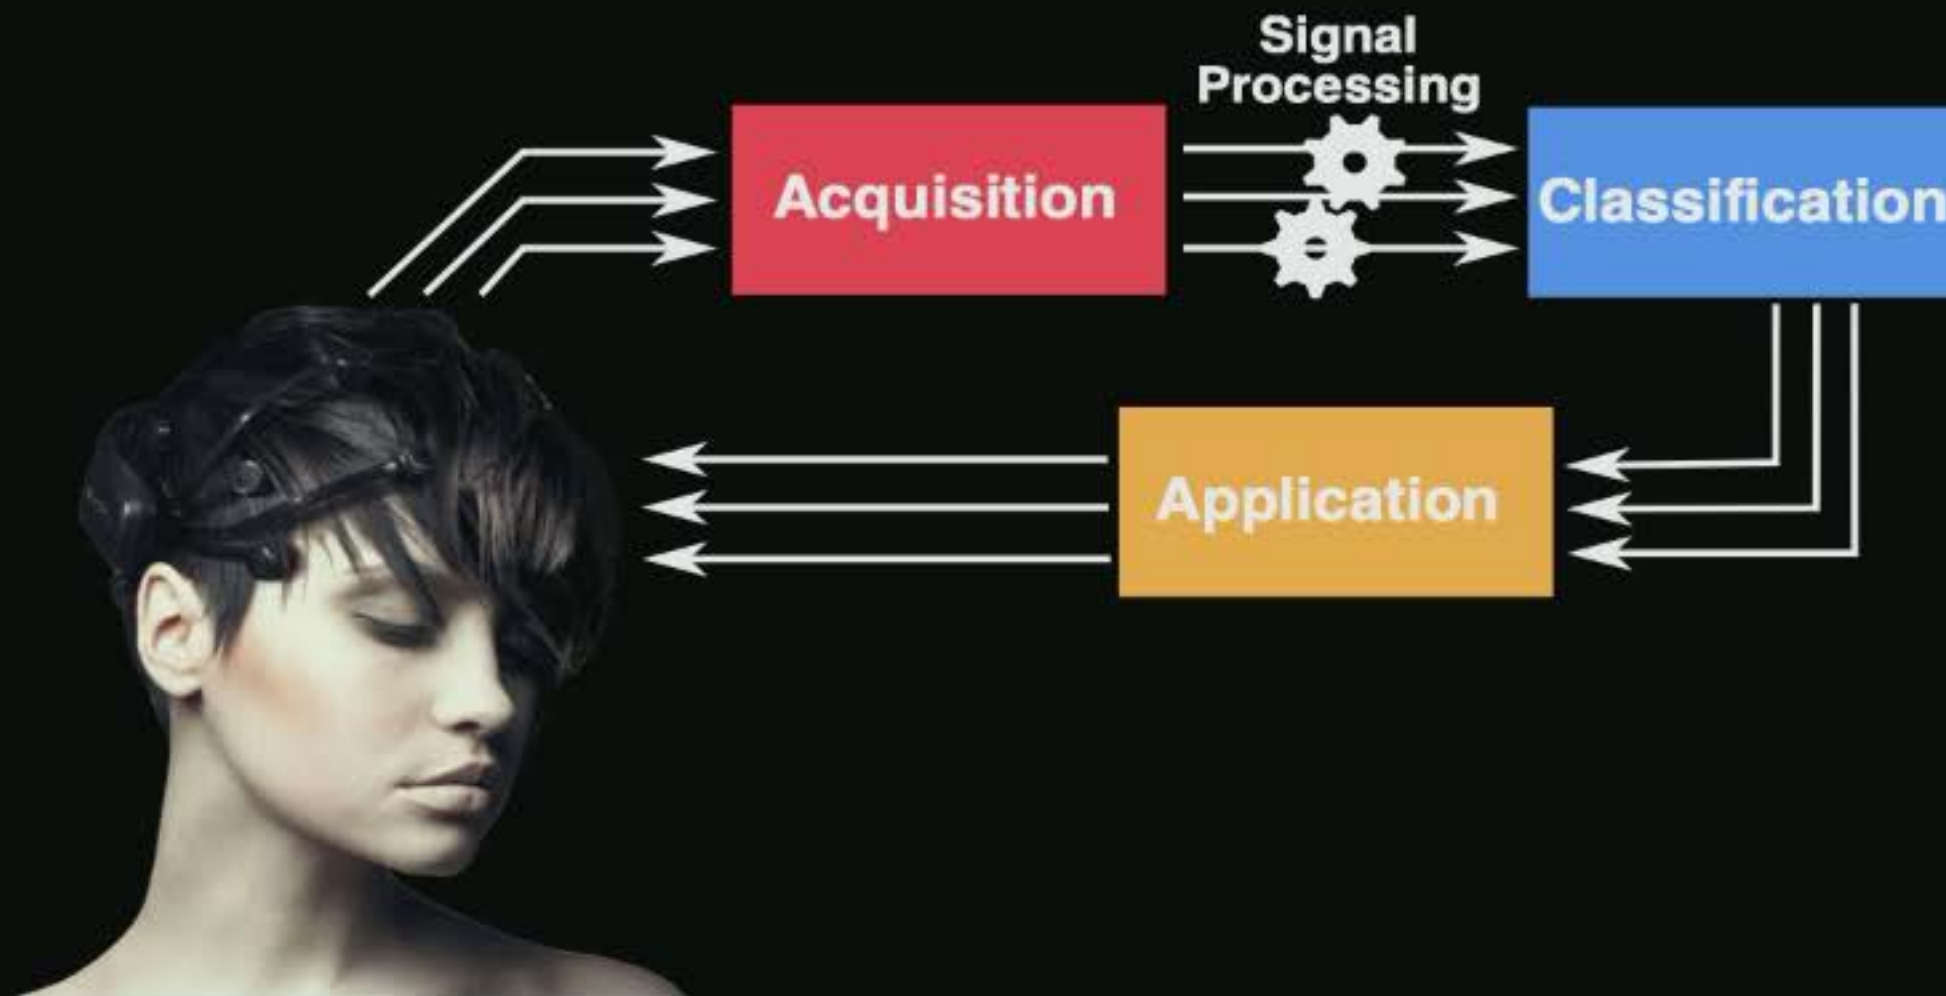 Signal
Processing
Acquisition
Classification
Application